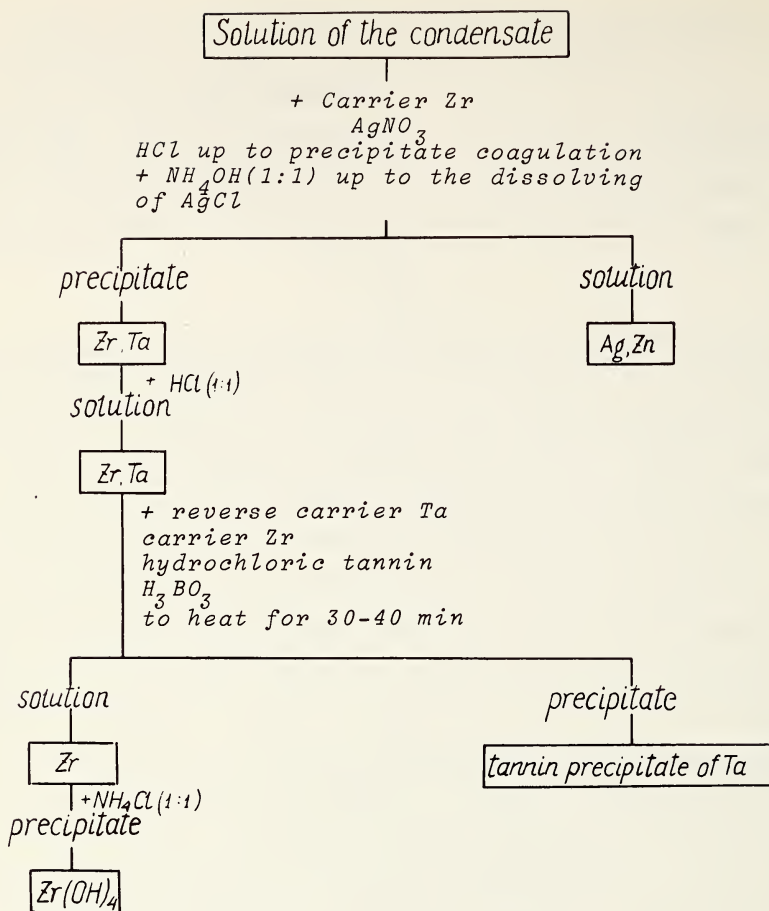 Solution of the condensate
+ Carrier Zr
AgNO₃
HCl up to precipitate coagulation
+ NH₄OH(1:1) up to the dissolving
of AgCl
precipitate
solution
Zr,Ta
Ag,Zn
+ HCl(1:1)
solution
Zr,Ta
+ reverse carrier Ta
carrier Zr
hydrochloric tannin
H₃BO₃
to heat for 30-40 min
solution
precipitate
Zr
tannin precipitate of Ta
+NH₄Cl(1:1)
precipitate
Zr(OH)₄